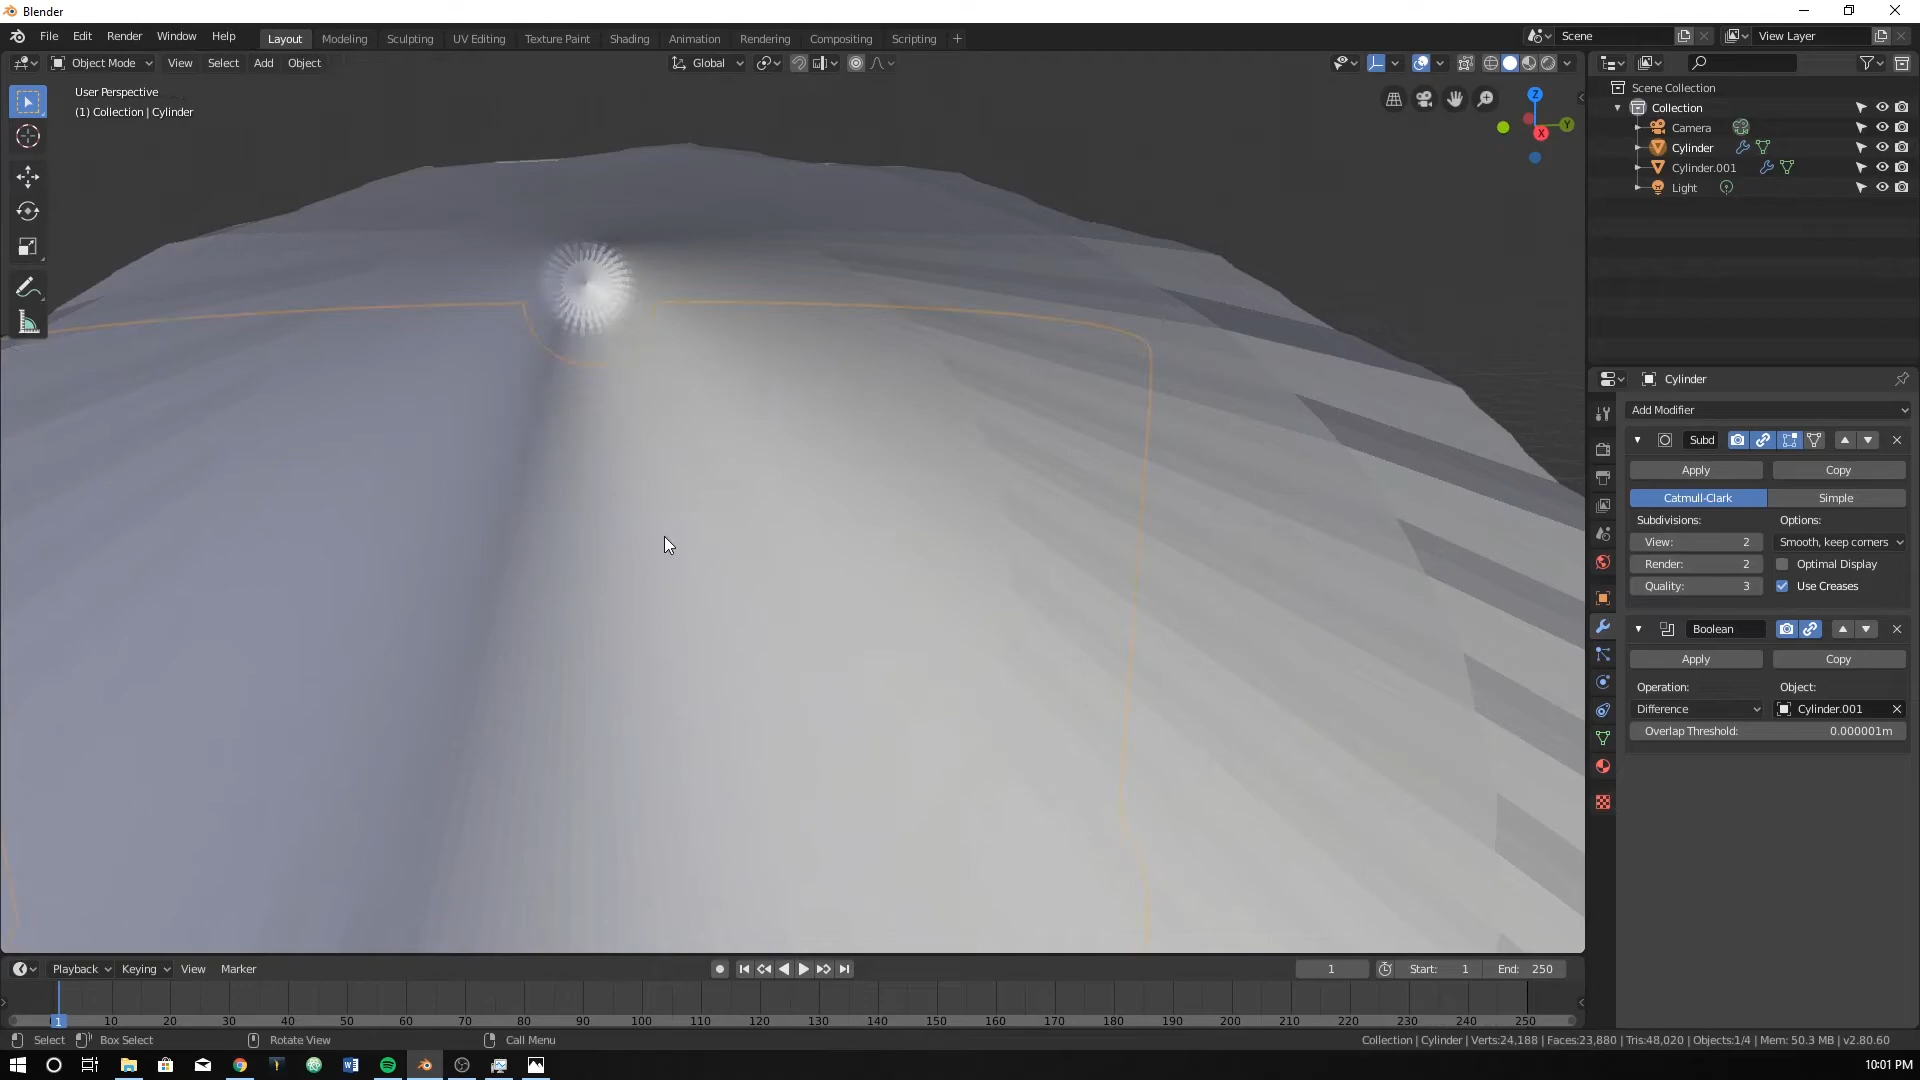 Blender
File Edit Render Window Help
Layout Modeling Sculpting UV Editing Texture Paint Shading Animation Rendering Compositing Scripting +
Scene
View Layer
Object Mode View Select Add Object
Global
User Perspective
(1) Collection | Cylinder
Z
Y
X
Scene Collection
Collection
Camera
Cylinder
Cylinder.001
Light
Cylinder
Add Modifier
Subd
Apply Copy
Catmull-Clark Simple
Subdivisions: Options:
View: 2 Smooth, keep corners
Render: 2 Optimal Display
Quality: 3 Use Creases
Boolean
Apply Copy
Operation: Object:
Difference Cylinder.001
Overlap Threshold: 0.000001m
Playback Keying View Marker
1 Start: 1 End: 250
1 10 20 30 40 50 60 70 80 90 100 110 120 130 140 150 160 170 180 190 200 210 220 230 240 250
Select Box Select Rotate View Call Menu
Collection | Cylinder | Verts:24,188 | Faces:23,880 | Tris:48,020 | Objects:1/4 | Mem: 50.3 MB | v2.80.60
10:01 PM